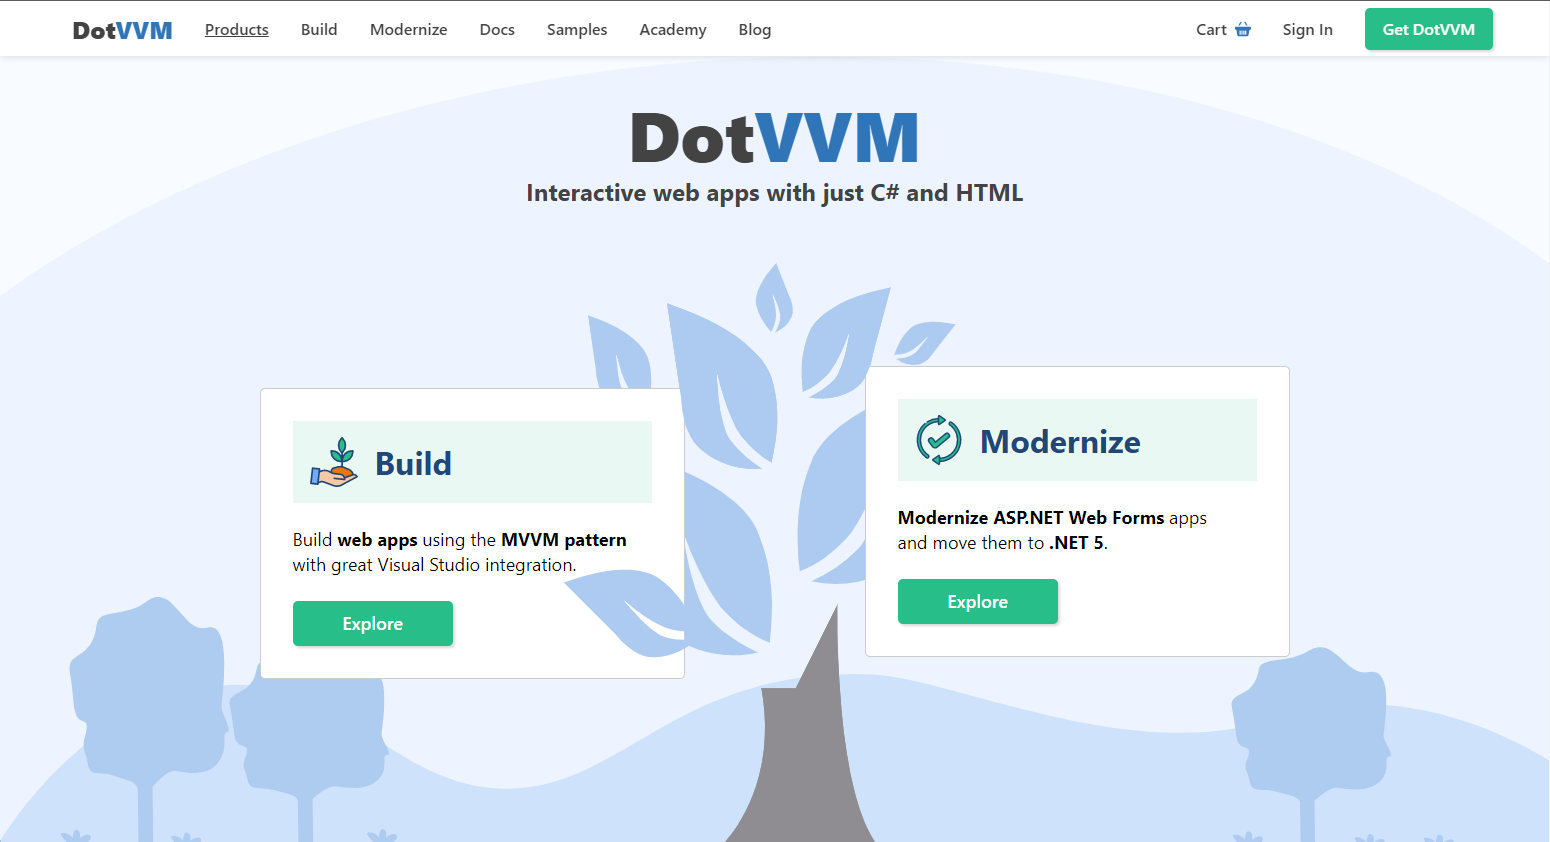 DotVVM Products Build Modernize Docs Samples Academy Blog Cart Sign In Get DotVVM
DotVVM
Interactive web apps with just C# and HTML
Build
Build web apps using the MVVM pattern
with great Visual Studio integration.
Explore
Modernize
Modernize ASP.NET Web Forms apps
and move them to .NET 5.
Explore